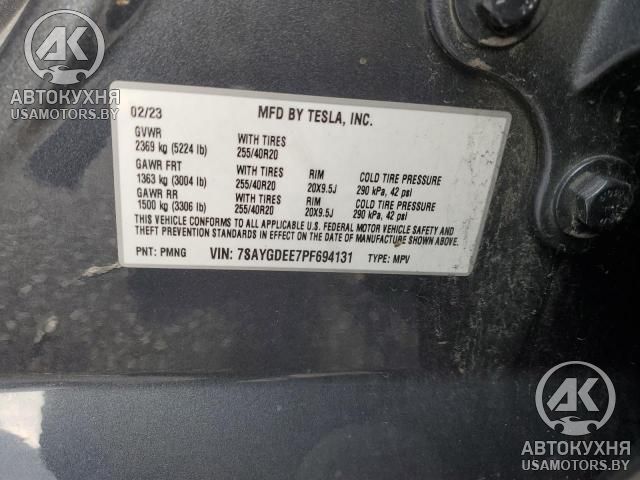 АК
АВТОКУХНЯ
USAMOTORS.BY
02/23 MFD BY TESLA, INC.
GVWR WITH TIRES
2369 kg (5224 lb) 255/40R20
GAWR FRT WITH TIRES RIM COLD TIRE PRESSURE
1363 kg (3004 lb) 255/40R20 20X9.5J 290 kPa, 42 psi
GAWR RR WITH TIRES RIM COLD TIRE PRESSURE
1500 kg (3306 lb) 255/40R20 20X9.5J 290 kPa, 42 psi
THIS VEHICLE CONFORMS TO ALL APPLICABLE U.S. FEDERAL MOTOR VEHICLE SAFETY AND
THEFT PREVENTION STANDARDS IN EFFECT ON THE DATE OF MANUFACTURE SHOWN ABOVE.
PNT: PMNG VIN: 7SAYGDEE7PF694131 TYPE: MPV
АК
АВТОКУХНЯ
USAMOTORS.BY